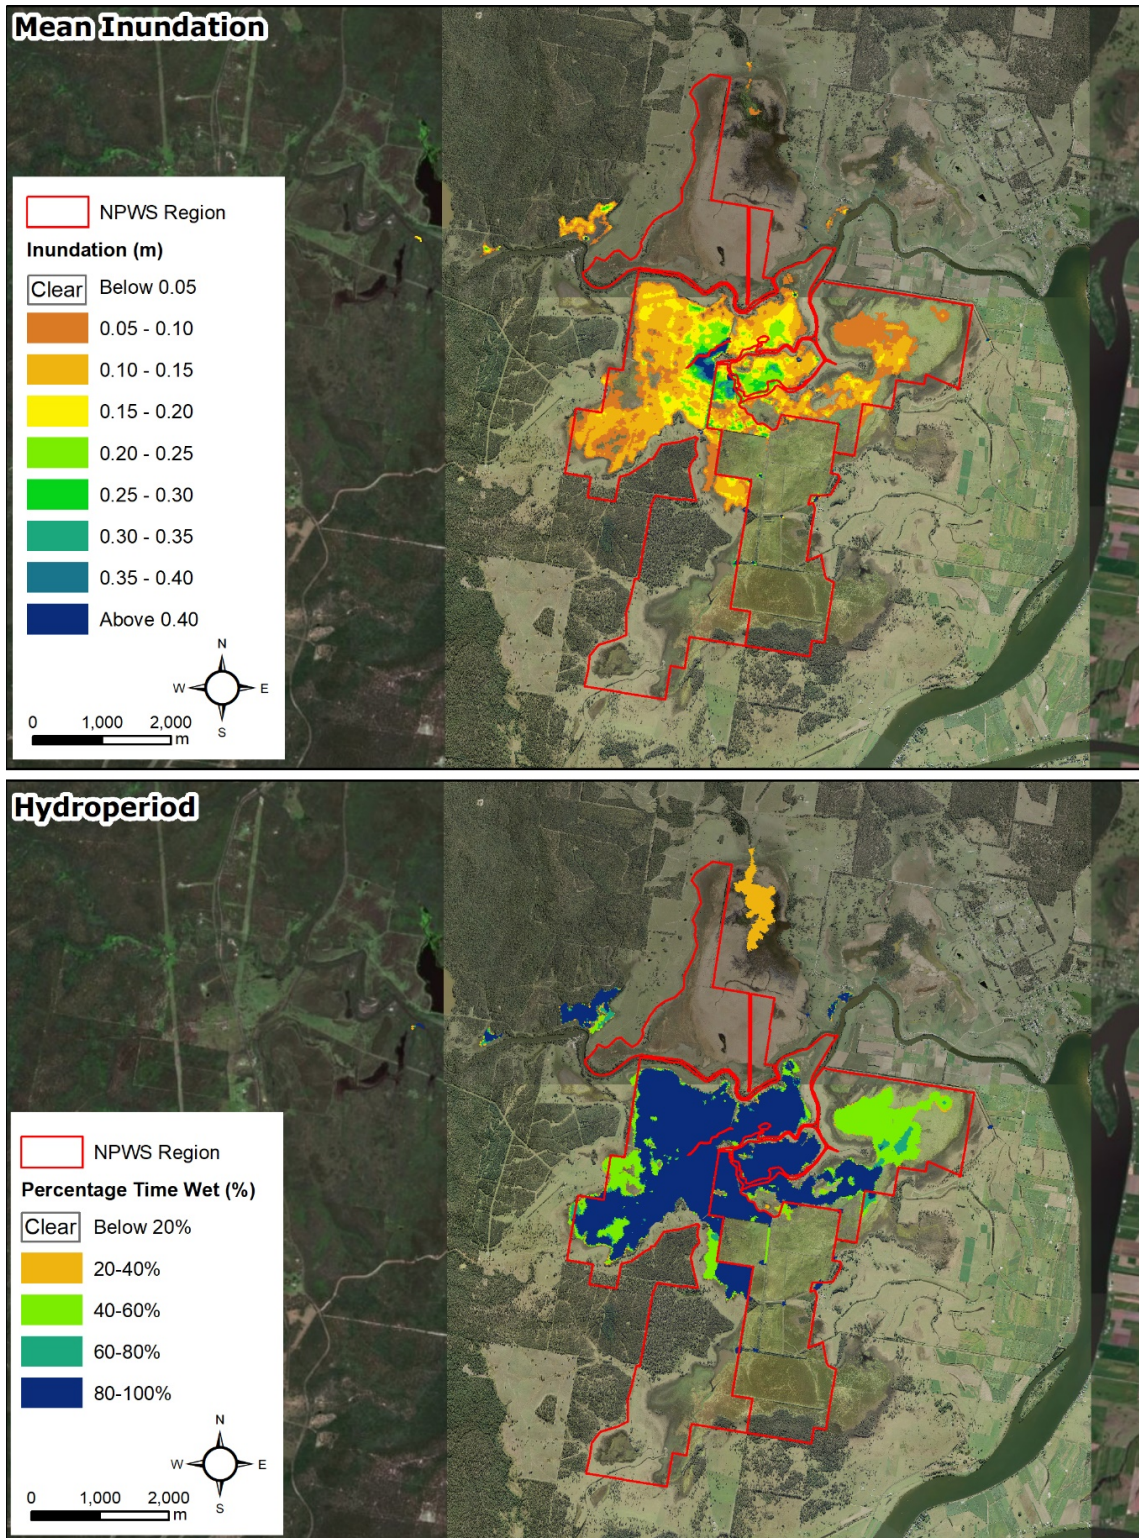 Mean Inundation
NPWS Region
Inundation (m)
Clear Below 0.05
0.05 - 0.10
0.10 - 0.15
0.15 - 0.20
0.20 - 0.25
0.25 - 0.30
0.30 - 0.35
0.35 - 0.40
Above 0.40
N
W E
S
0 1,000 2,000
m
Hydroperiod
NPWS Region
Percentage Time Wet (%)
Clear Below 20%
20-40%
40-60%
60-80%
80-100%
N
W E
S
0 1,000 2,000
m